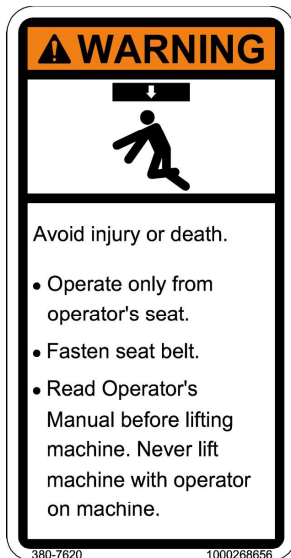 WARNING
Avoid injury or death.
• Operate only from
operator's seat.
• Fasten seat belt.
• Read Operator's
Manual before lifting
machine. Never lift
machine with operator
on machine.
380-7620 1000268656